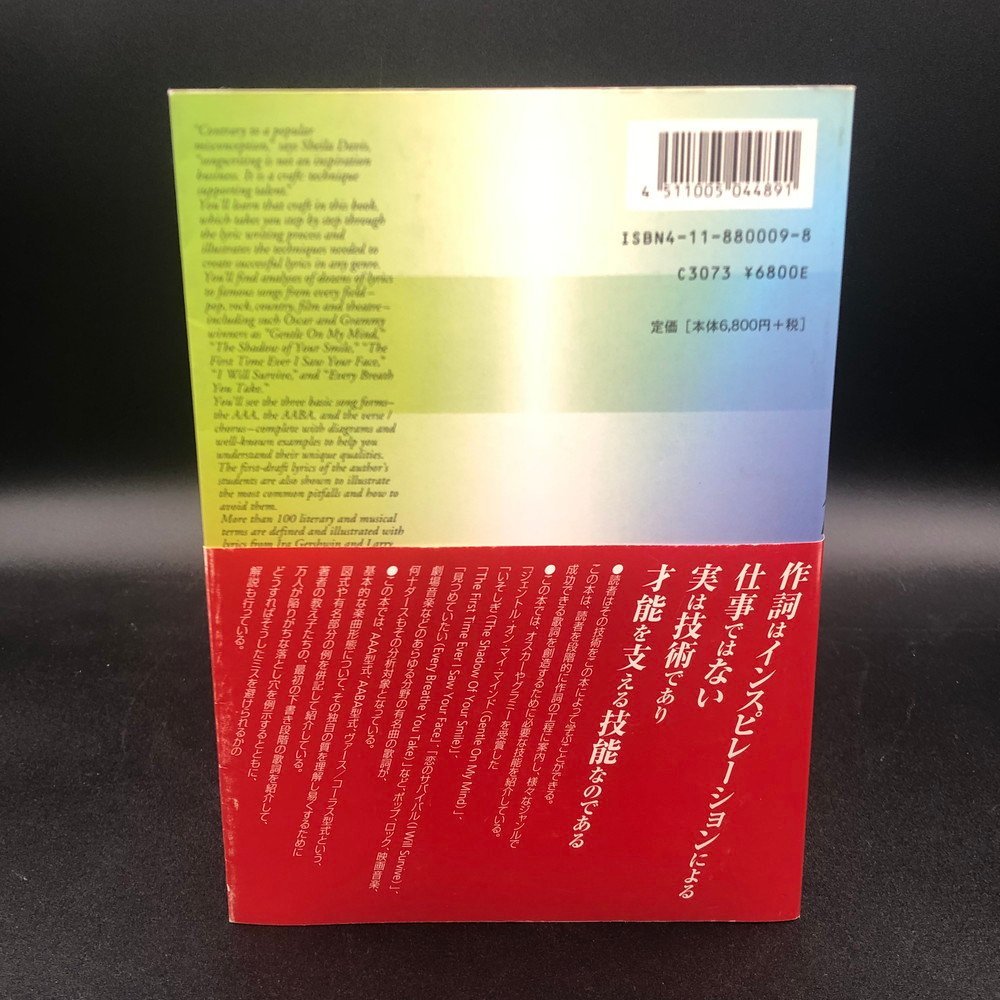 "Contrary to a popular
misconception," says Sheila Davis,
"songwriting is not an inspiration
business. It is a craft: technique
supporting talent."
You'll learn that craft in this book,
which takes you step by step through
the lyric writing process and
illustrates the techniques needed to
create successful lyrics in any genre.
You'll find analyses of dozens of lyrics
to famous songs from every field—
pop, rock, country, film and theatre—
including such Oscar and Grammy
winners as "Gentle On My Mind,"
"The Shadow of Your Smile," "The
First Time Ever I Saw Your Face,"
"I Will Survive," and "Every Breath
You Take."
You'll see the three basic song forms—
the AAA, the AABA, and the verse /
chorus—complete with diagrams and
well-known examples to help you
understand their unique qualities.
The first-draft lyrics of the author's
students are also shown to illustrate
the most common pitfalls and how to
avoid them.
More than 100 literary and musical
terms are defined and illustrated with
lyrics from Ira Gershwin and Larry
4 511005 044891
ISBN4-11-880009-8
C3073 ¥6800E
定価［本体6,800円＋税］
作詞はインスピレーションによる
仕事ではない
実は技術であり
才能を支える技能なのである
●読者はその技術をこの本によって学ぶことができる。
この本は、読者を段階的に作詞の工程に案内し、様々なジャンルで
成功できる歌詞を創造するために必要な技能を紹介している。
●この本では、オスカーやグラミーを受賞した
「ジェントル・オン・マイ・マインド(Gentle On My Mind)」、
「いそしぎ(The Shadow Of Your Smile)」、
「The First Time Ever I Saw Your Face」、「恋のサバイバル(I Will Survive)」、
「見つめていたい(Every Breathe You Take)」など、ポップ、ロック、映画音楽、
劇場音楽などのあらゆる分野の有名曲の歌詞が、
何十ダースもその分析対象となっている。
●この本では、AAA型式、AABA型式、ヴァース／コーラス型式という、
基本的な楽曲形態について、その独目の質を理解し易くするために
図式や有名部分の例を併記して紹介している。
著者の教え子たちの、最初の下書き段階の歌詞を紹介して、
万人が陥りがちな落とし穴を例示するとともに、
どうすればそうしたミスを避けられるかの
解説も行っている。